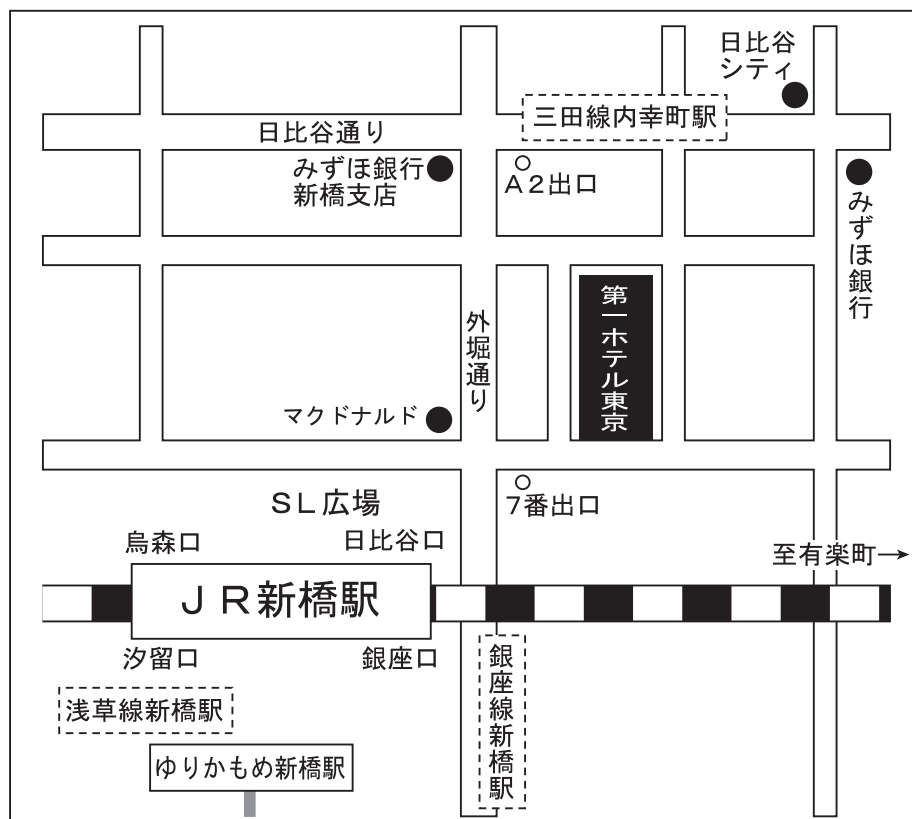 日比谷
シティ
三田線内幸町駅
日比谷通り
みずほ銀行
新橋支店
A2出口
みずほ銀行
第一ホテル東京
外堀通り
マクドナルド
SL広場
7番出口
烏森口
日比谷口
至有楽町→
JR新橋駅
汐留口
銀座口
銀座線新橋駅
浅草線新橋駅
ゆりかもめ新橋駅